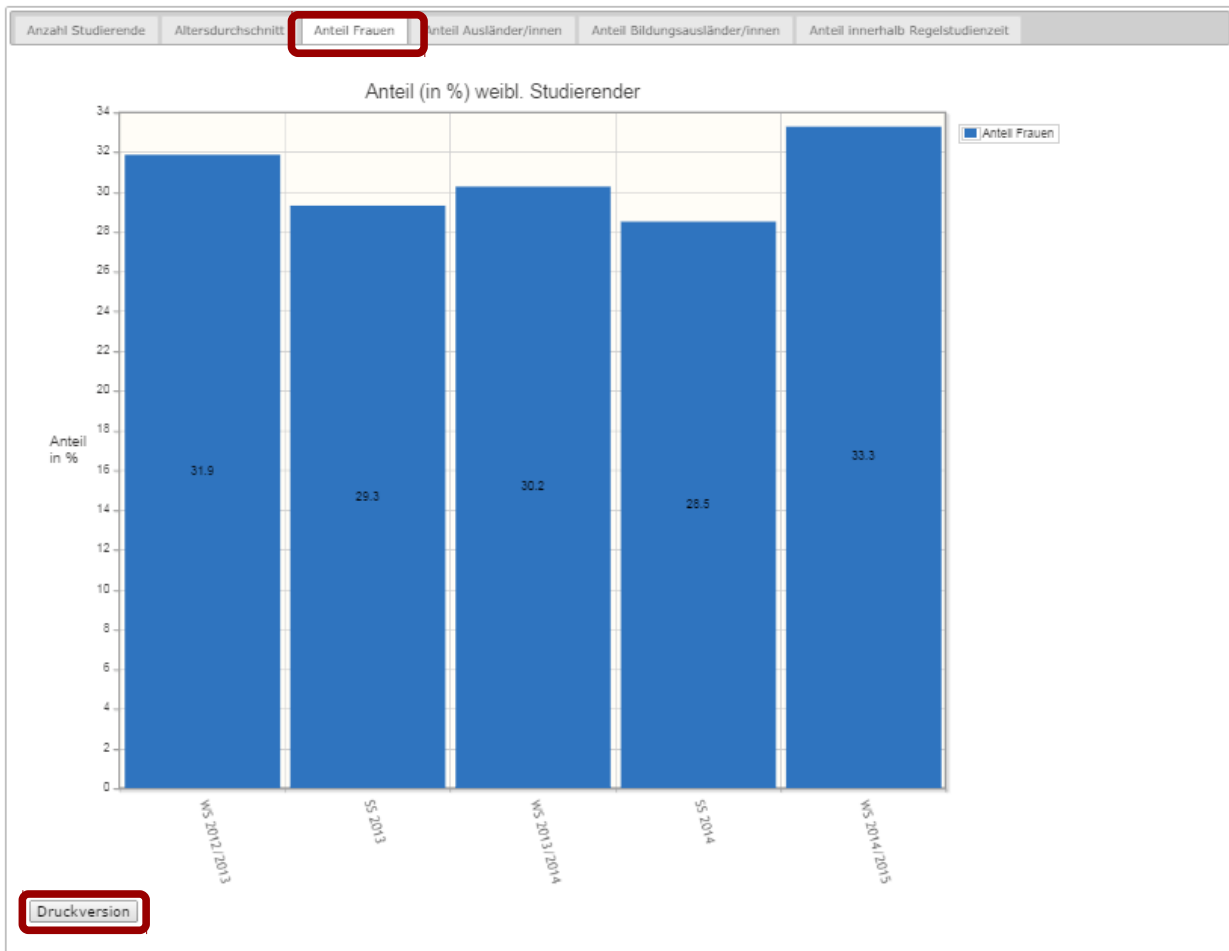 Anzahl Studierende Altersdurchschnitt Anteil Frauen Anteil Ausländer/innen Anteil Bildungsausländer/innen Anteil innerhalb Regelstudienzeit
Anteil (in %) weibl. Studierender
Anteil Frauen
34
32
30
28
26
24
22
20
18
16
14
12
10
8
6
4
2
0
Anteil
in %
31.9
29.3
30.2
28.5
33.3
WS 2012/2013
SS 2013
WS 2013/2014
SS 2014
WS 2014/2015
Druckversion